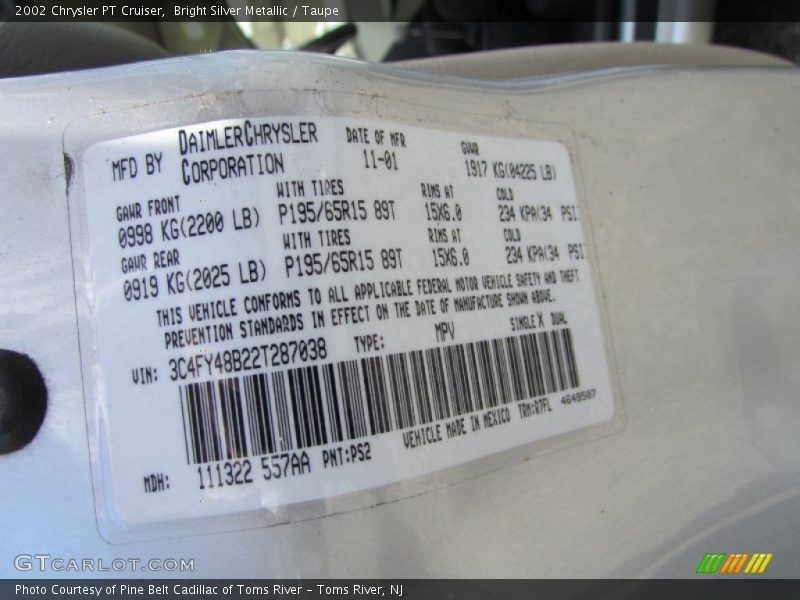 2002 Chrysler PT Cruiser,  Bright Silver Metallic / Taupe
MFD BY DAIMLERCHRYSLER CORPORATION
DATE OF MFR
11-01
GVWR
1917 KG(04225 LB)
GAWR FRONT
0998 KG(2200 LB)
WITH TIRES
P195/65R15 89T
RIMS AT
15X6.0
COLD
234 KPA(34 PSI
GAWR REAR
0919 KG(2025 LB)
WITH TIRES
P195/65R15 89T
RIMS AT
15X6.0
COLD
234 KPA(34 PSI
THIS VEHICLE CONFORMS TO ALL APPLICABLE FEDERAL MOTOR VEHICLE SAFETY AND THEFT
PREVENTION STANDARDS IN EFFECT ON THE DATE OF MANUFACTURE SHOWN ABOVE.
VIN: 3C4FY48B22T287038 TYPE: MPV SINGLE X DUAL
VEHICLE MADE IN MEXICO TRM:R7FL 4648507
MDH: 111322 557AA PNT:PS2
GTCARLOT.COM
Photo Courtesy of Pine Belt Cadillac of Toms River – Toms River, NJ